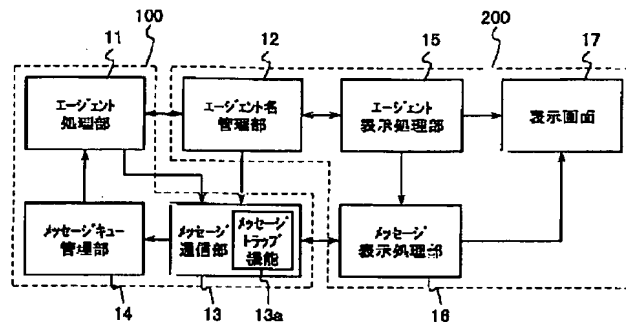 100
200
11
12
15
17
エージェント
処理部
エージェント名
管理部
エージェント
表示処理部
表示画面
メッセージキュー
管理部
メッセージ
通信部
メッセージ
トラップ
機能
メッセージ
表示処理部
14
13
13a
16